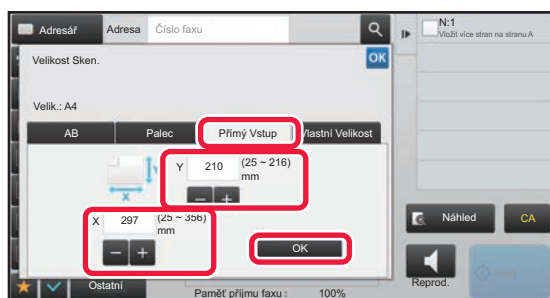 Adresář
Adresa
Číslo faxu
N:1
Vložit více stran na stranu A
Velikost Sken.
OK
Velik.: A4
AB
Palec
Přímý Vstup
Vlastní Velikost
Y
Y
210
(25 ~ 216)
mm
X
X
297
(25 ~ 356)
mm
OK
Náhled
CA
Reprod.
Start
Ostatní
Paměť příjmu faxu :
100%